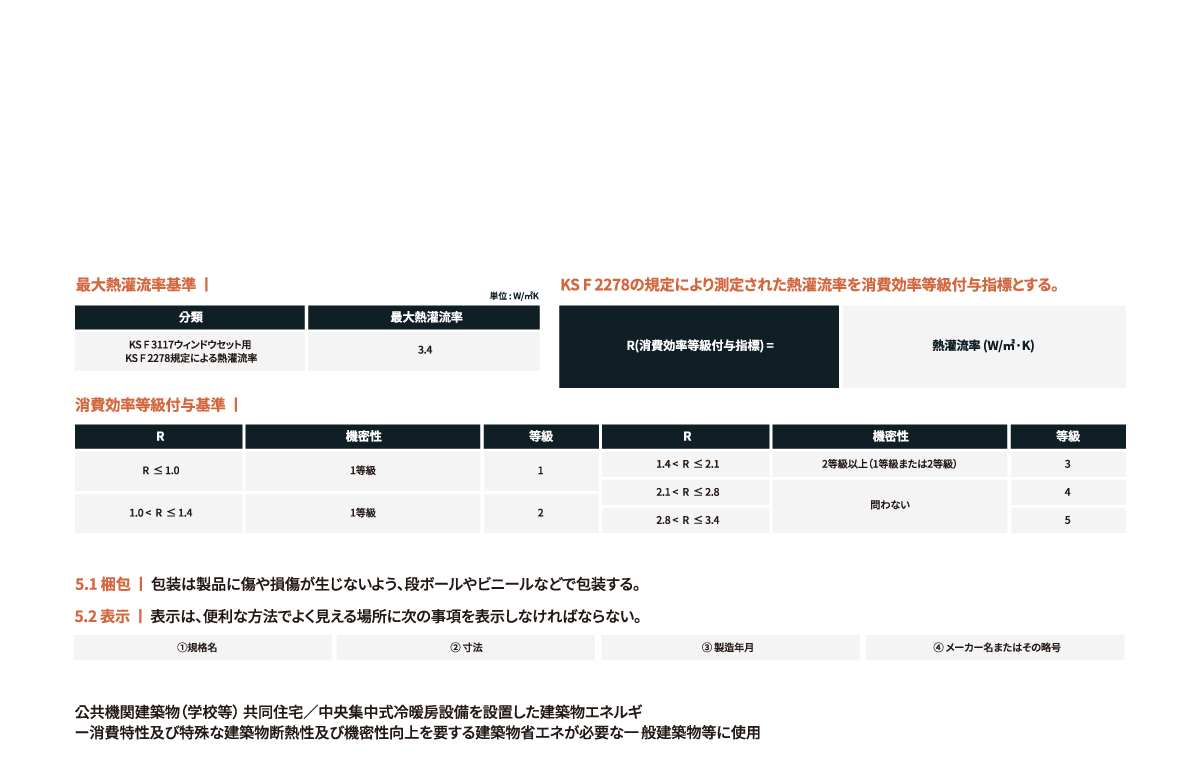 最大熱灌流率基準 |
単位 : W/㎡K
分類
最大熱灌流率
KS F 3117ウィンドウセット用
KS F 2278規定による熱灌流率
3.4
KS F 2278の規定により測定された熱灌流率を消費効率等級付与指標とする。
R(消費効率等級付与指標) =
熱灌流率 (W/㎡·K)
消費効率等級付与基準 |
R 機密性 等級 R 機密性 等級
R ≤ 1.0 1等級 1
1.0 < R ≤ 1.4 1等級 2
1.4 < R ≤ 2.1 2等級以上（1等級または2等級） 3
2.1 < R ≤ 2.8 問わない 4
2.8 < R ≤ 3.4 5
5.1 梱包 | 包装は製品に傷や損傷が生じないよう、段ボールやビニールなどで包装する。
5.2 表示 | 表示は、便利な方法でよく見える場所に次の事項を表示しなければならない。
①規格名 ② 寸法 ③ 製造年月 ④ メーカー名またはその略号
公共機関建築物（学校等）共同住宅／中央集中式冷暖房設備を設置した建築物エネルギ
ー消費特性及び特殊な建築物断熱性及び機密性向上を要する建築物省エネが必要な一般建築物等に使用